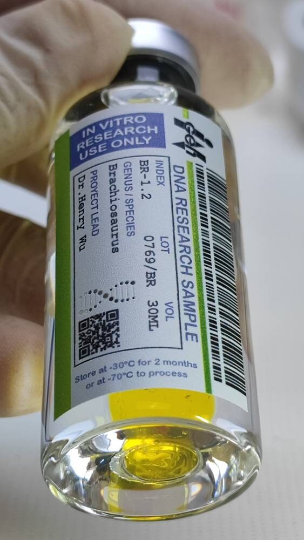 IN VITRO
RESEARCH
USE ONLY
DNA RESEARCH SAMPLE
INDEX LOT VOL
BR-1.2 0769/BR 30ML
GENUS/SPECIES
Brachiosaurus
PROYECT LEAD
Dr.Henry Wu
Store at -30°C for 2 months
or at -70°C to process